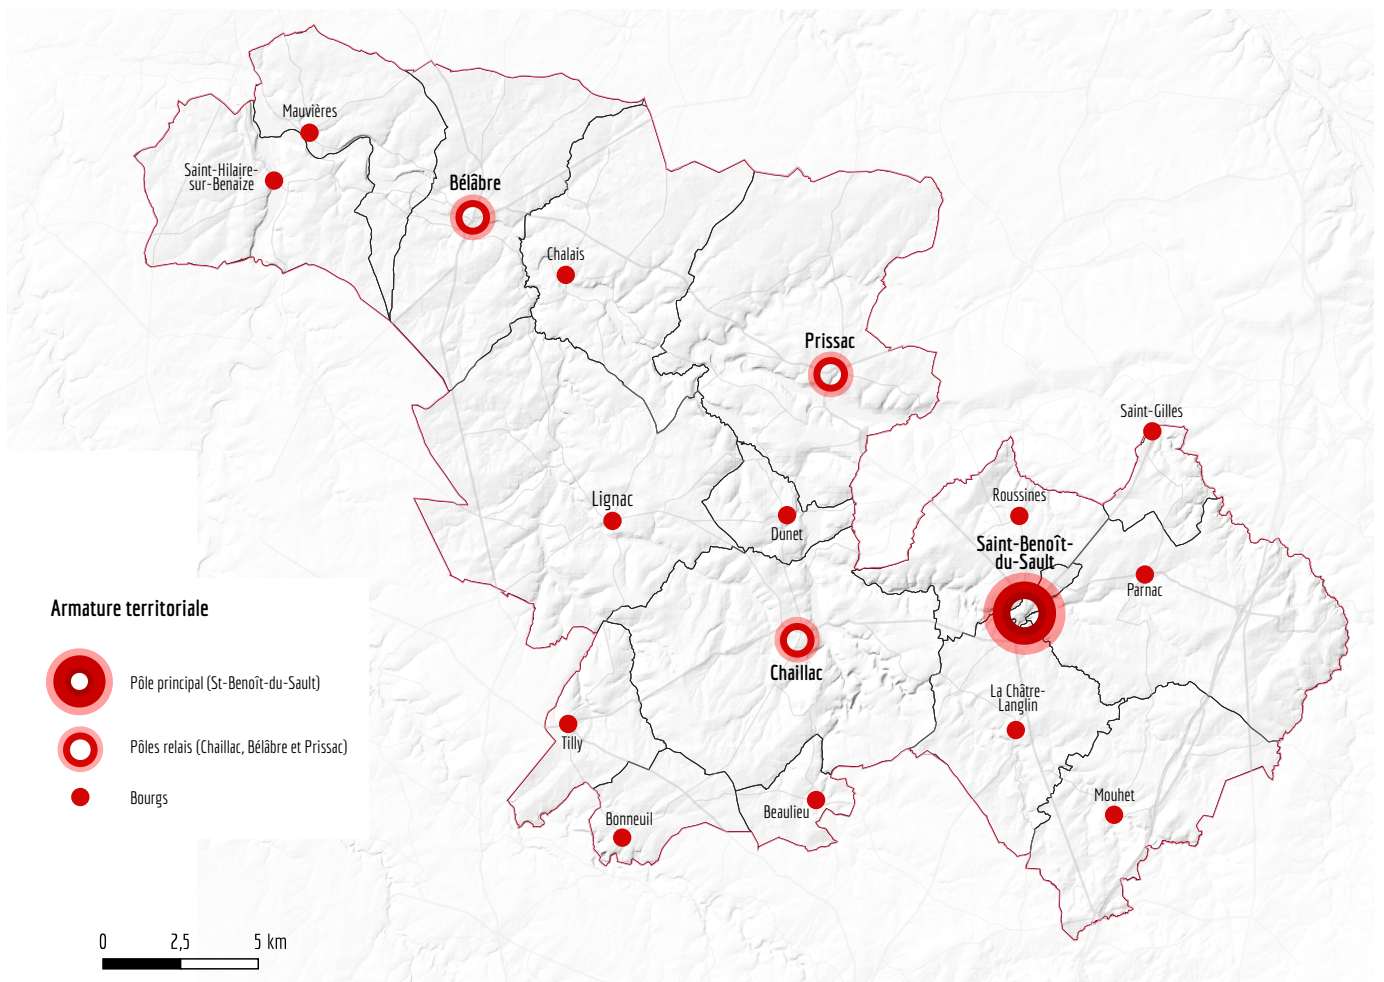 Mauvières
Saint-Hilaire-
sur-Benaize
Bélâbre
Chalais
Prissac
Saint-Gilles
Lignac
Roussines
Dunet
Saint-Benoît-
du-Sault
Parnac
Armature territoriale
Pôle principal (St-Benoît-du-Sault)
Pôles relais (Chaillac, Bélâbre et Prissac)
Bourgs
Chaillac
La Châtre-
Langlin
Tilly
Mouhet
Beaulieu
Bonneuil
0 2,5 5 km